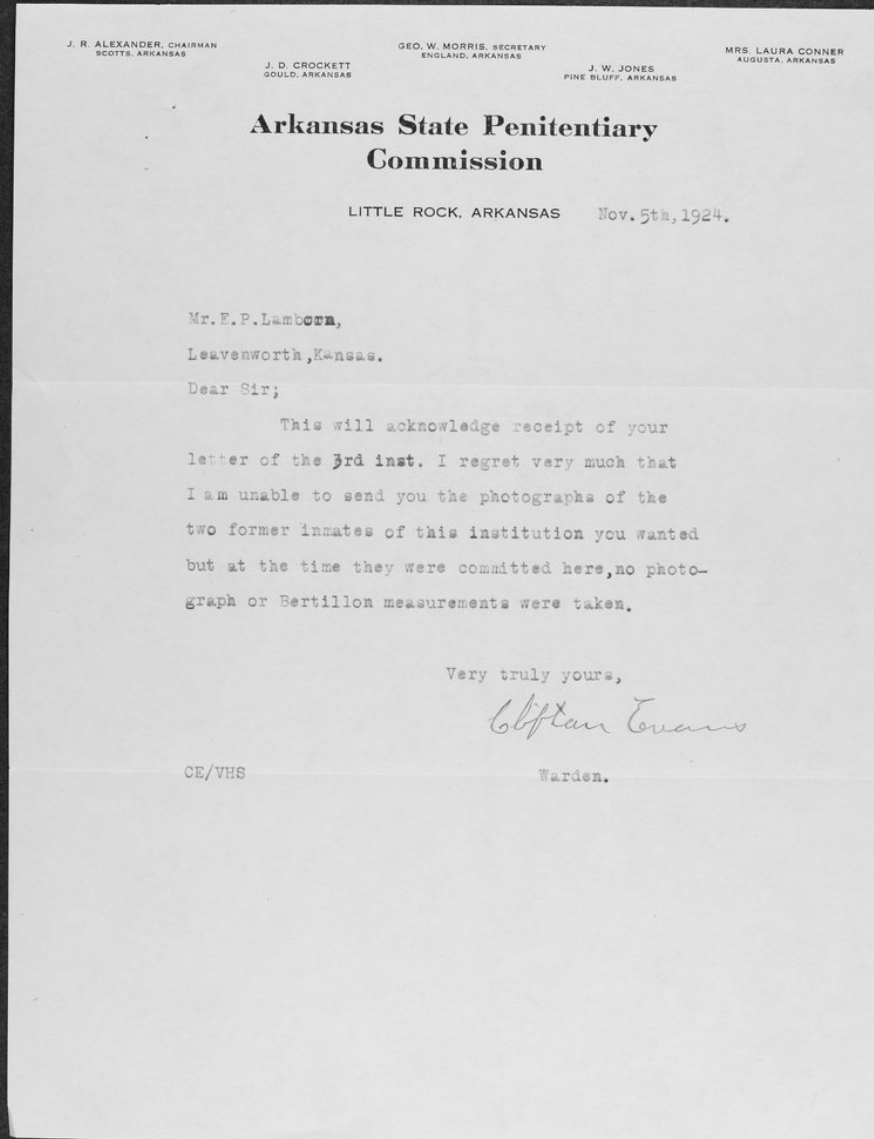 J. R. ALEXANDER, CHAIRMAN
SCOTTS, ARKANSAS
J. D. CROCKETT
GOULD, ARKANSAS
GEO. W. MORRIS, SECRETARY
ENGLAND, ARKANSAS
J. W. JONES
PINE BLUFF, ARKANSAS
MRS. LAURA CONNER
AUGUSTA, ARKANSAS
Arkansas State Penitentiary
Commission
LITTLE ROCK, ARKANSAS Nov. 5th, 1924.
Mr. E.P.Lamborn,
Leavenworth,Kansas.
Dear Sir;
This will acknowledge receipt of your
letter of the 3rd inst. I regret very much that
I am unable to send you the photographs of the
two former inmates of this institution you wanted
but at the time they were committed here,no photo-
graph or Bertillon measurements were taken.
Very truly yours,
Clifton Evans
CE/VHS Warden.